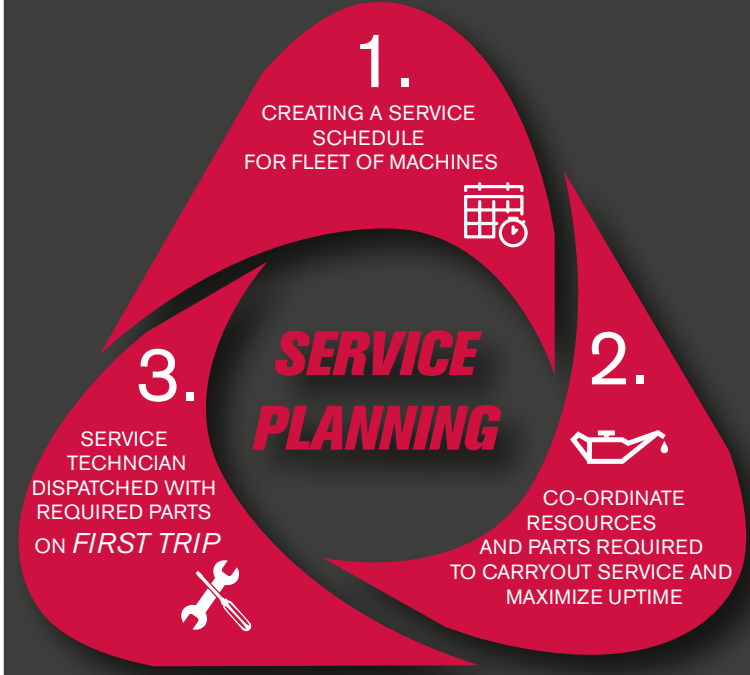 1.
CREATING A SERVICE
SCHEDULE
FOR FLEET OF MACHINES
SERVICE
PLANNING
2.
CO-ORDINATE
RESOURCES
AND PARTS REQUIRED
TO CARRYOUT SERVICE AND
MAXIMIZE UPTIME
3.
SERVICE
TECHNCIAN
DISPATCHED WITH
REQUIRED PARTS
ON FIRST TRIP